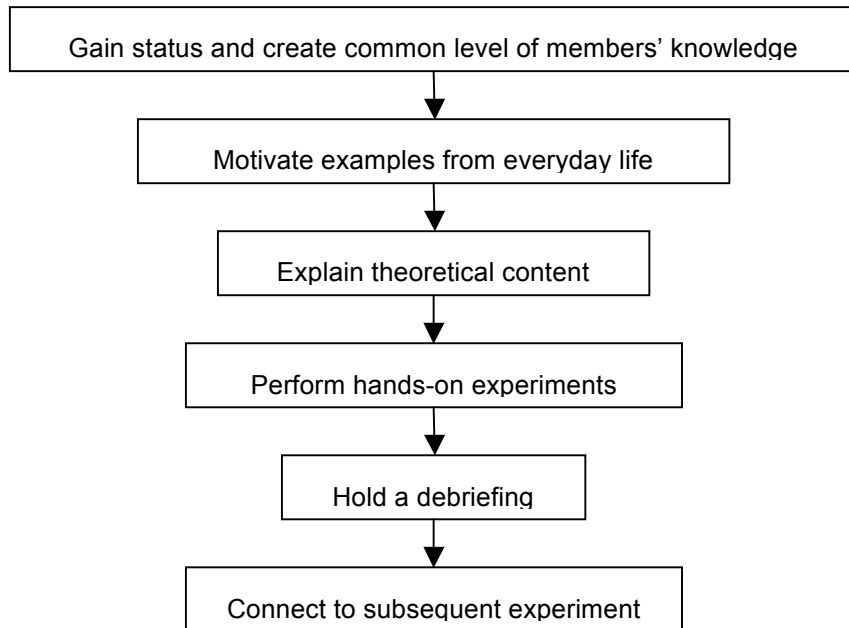 Gain status and create common level of members’ knowledge
Motivate examples from everyday life
Explain theoretical content
Perform hands-on experiments
Hold a debriefing
Connect to subsequent experiment